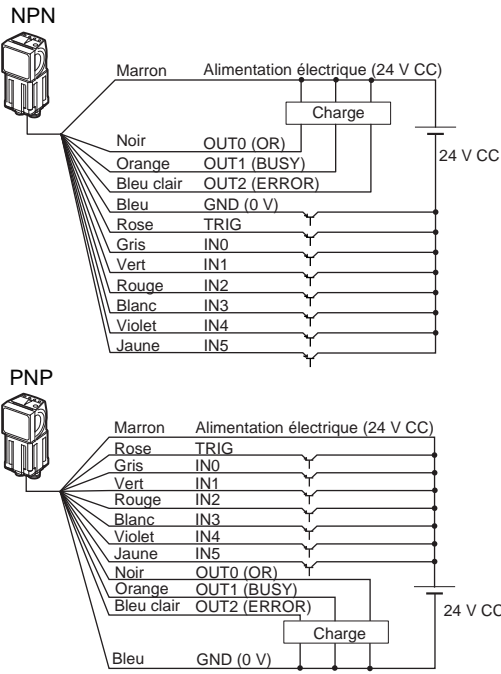 NPN
Marron Alimentation électrique (24 V CC)
Charge
24 V CC
Noir OUT0 (OR)
Orange OUT1 (BUSY)
Bleu clair OUT2 (ERROR)
Bleu GND (0 V)
Rose TRIG
Gris IN0
Vert IN1
Rouge IN2
Blanc IN3
Violet IN4
Jaune IN5
PNP
Marron Alimentation électrique (24 V CC)
Rose TRIG
Gris IN0
Vert IN1
Rouge IN2
Blanc IN3
Violet IN4
Jaune IN5
Noir OUT0 (OR)
Orange OUT1 (BUSY)
Bleu clair OUT2 (ERROR)
24 V CC
Charge
Bleu GND (0 V)